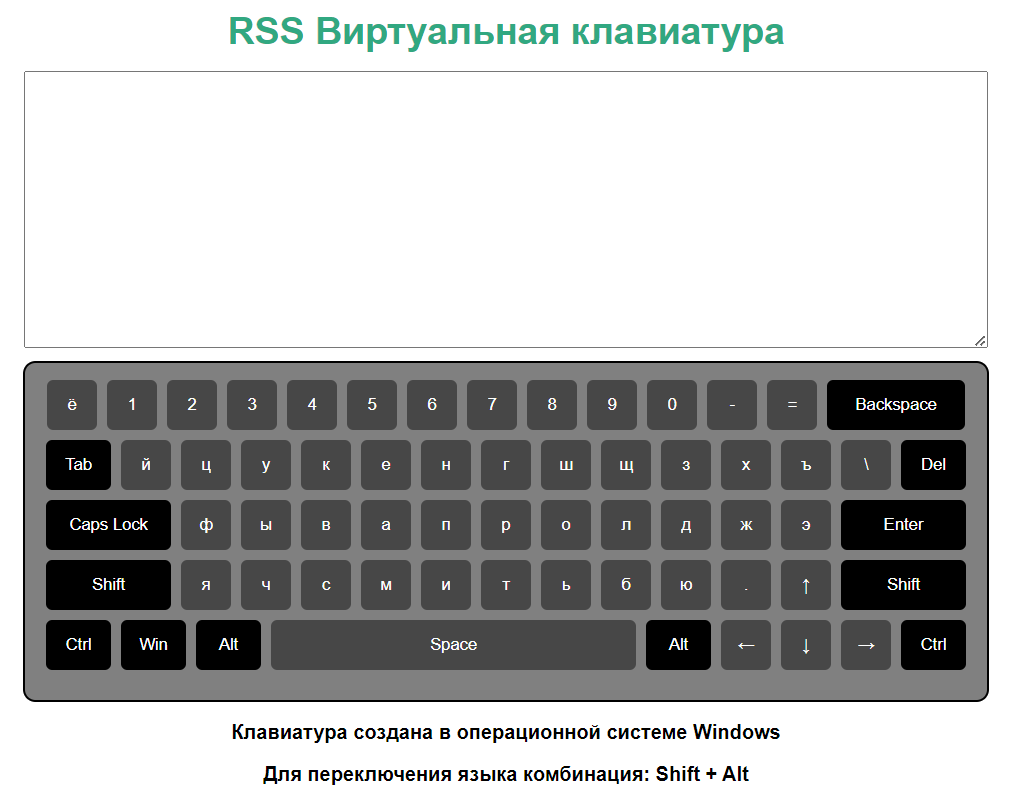 RSS Виртуальная клавиатура
ё 1 2 3 4 5 6 7 8 9 0 - = Backspace
Tab й ц у к е н г ш щ з х ъ \ Del
Caps Lock ф ы в а п р о л д ж э Enter
Shift я ч с м и т ь б ю . ↑ Shift
Ctrl Win Alt Space Alt ← ↓ → Ctrl
Клавиатура создана в операционной системе Windows
Для переключения языка комбинация: Shift + Alt